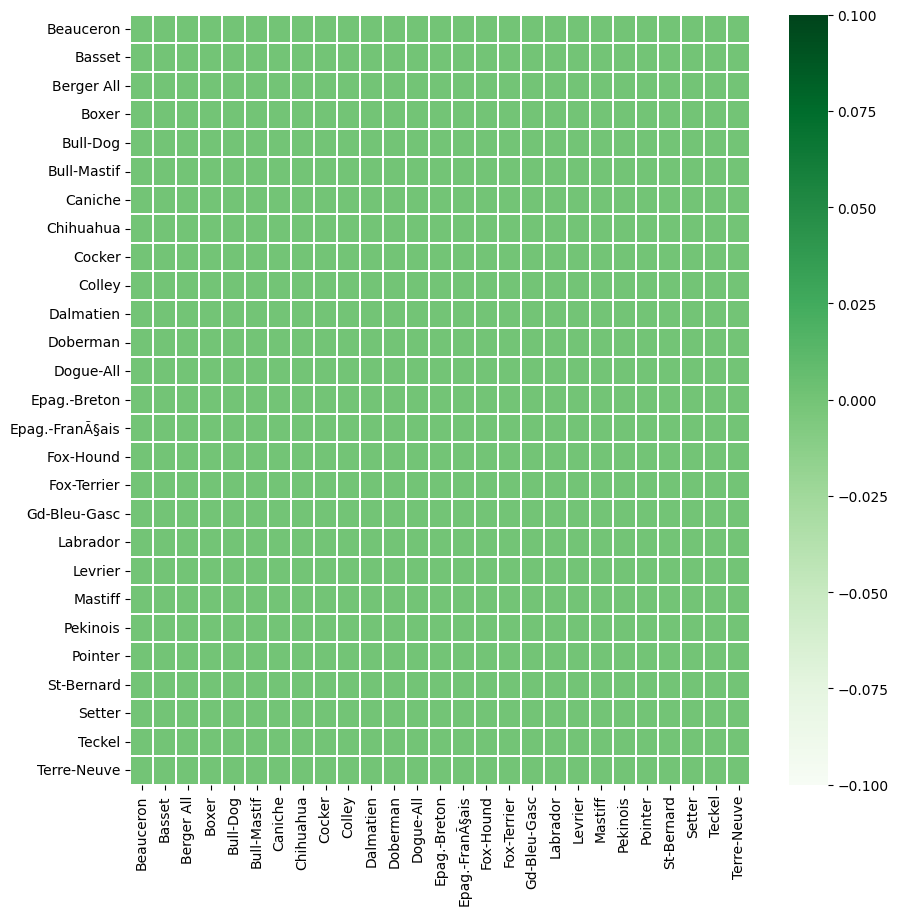 Beauceron
Basset
Berger All
Boxer
Bull-Dog
Bull-Mastif
Caniche
Chihuahua
Cocker
Colley
Dalmatien
Doberman
Dogue-All
Epag.-Breton
Epag.-FranÃ§ais
Fox-Hound
Fox-Terrier
Gd-Bleu-Gasc
Labrador
Levrier
Mastiff
Pekinois
Pointer
St-Bernard
Setter
Teckel
Terre-Neuve
Beauceron
Basset
Berger All
Boxer
Bull-Dog
Bull-Mastif
Caniche
Chihuahua
Cocker
Colley
Dalmatien
Doberman
Dogue-All
Epag.-Breton
Epag.-FranÃ§ais
Fox-Hound
Fox-Terrier
Gd-Bleu-Gasc
Labrador
Levrier
Mastiff
Pekinois
Pointer
St-Bernard
Setter
Teckel
Terre-Neuve
0.100
0.075
0.050
0.025
0.000
−0.025
−0.050
−0.075
−0.100